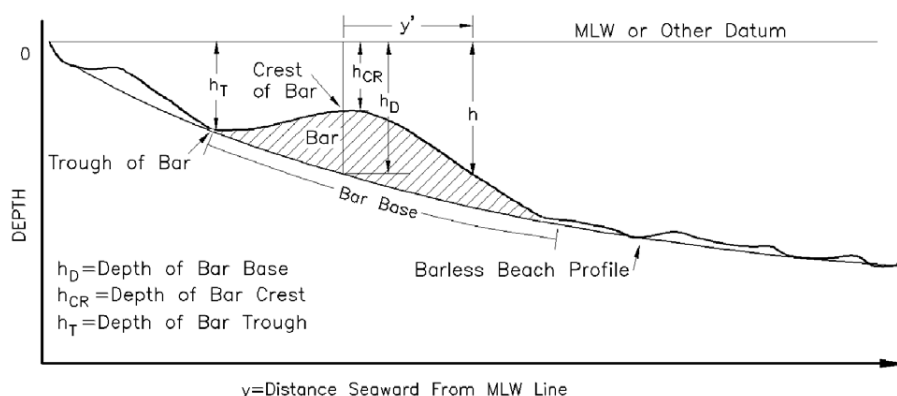 y'
MLW or Other Datum
0
h_T
Crest
of Bar
h_CR
h_D
h
Bar
Trough of Bar
Bar Base
DEPTH
Barless Beach Profile
h_D=Depth of Bar Base
h_CR=Depth of Bar Crest
h_T=Depth of Bar Trough
y=Distance Seaward From MLW Line